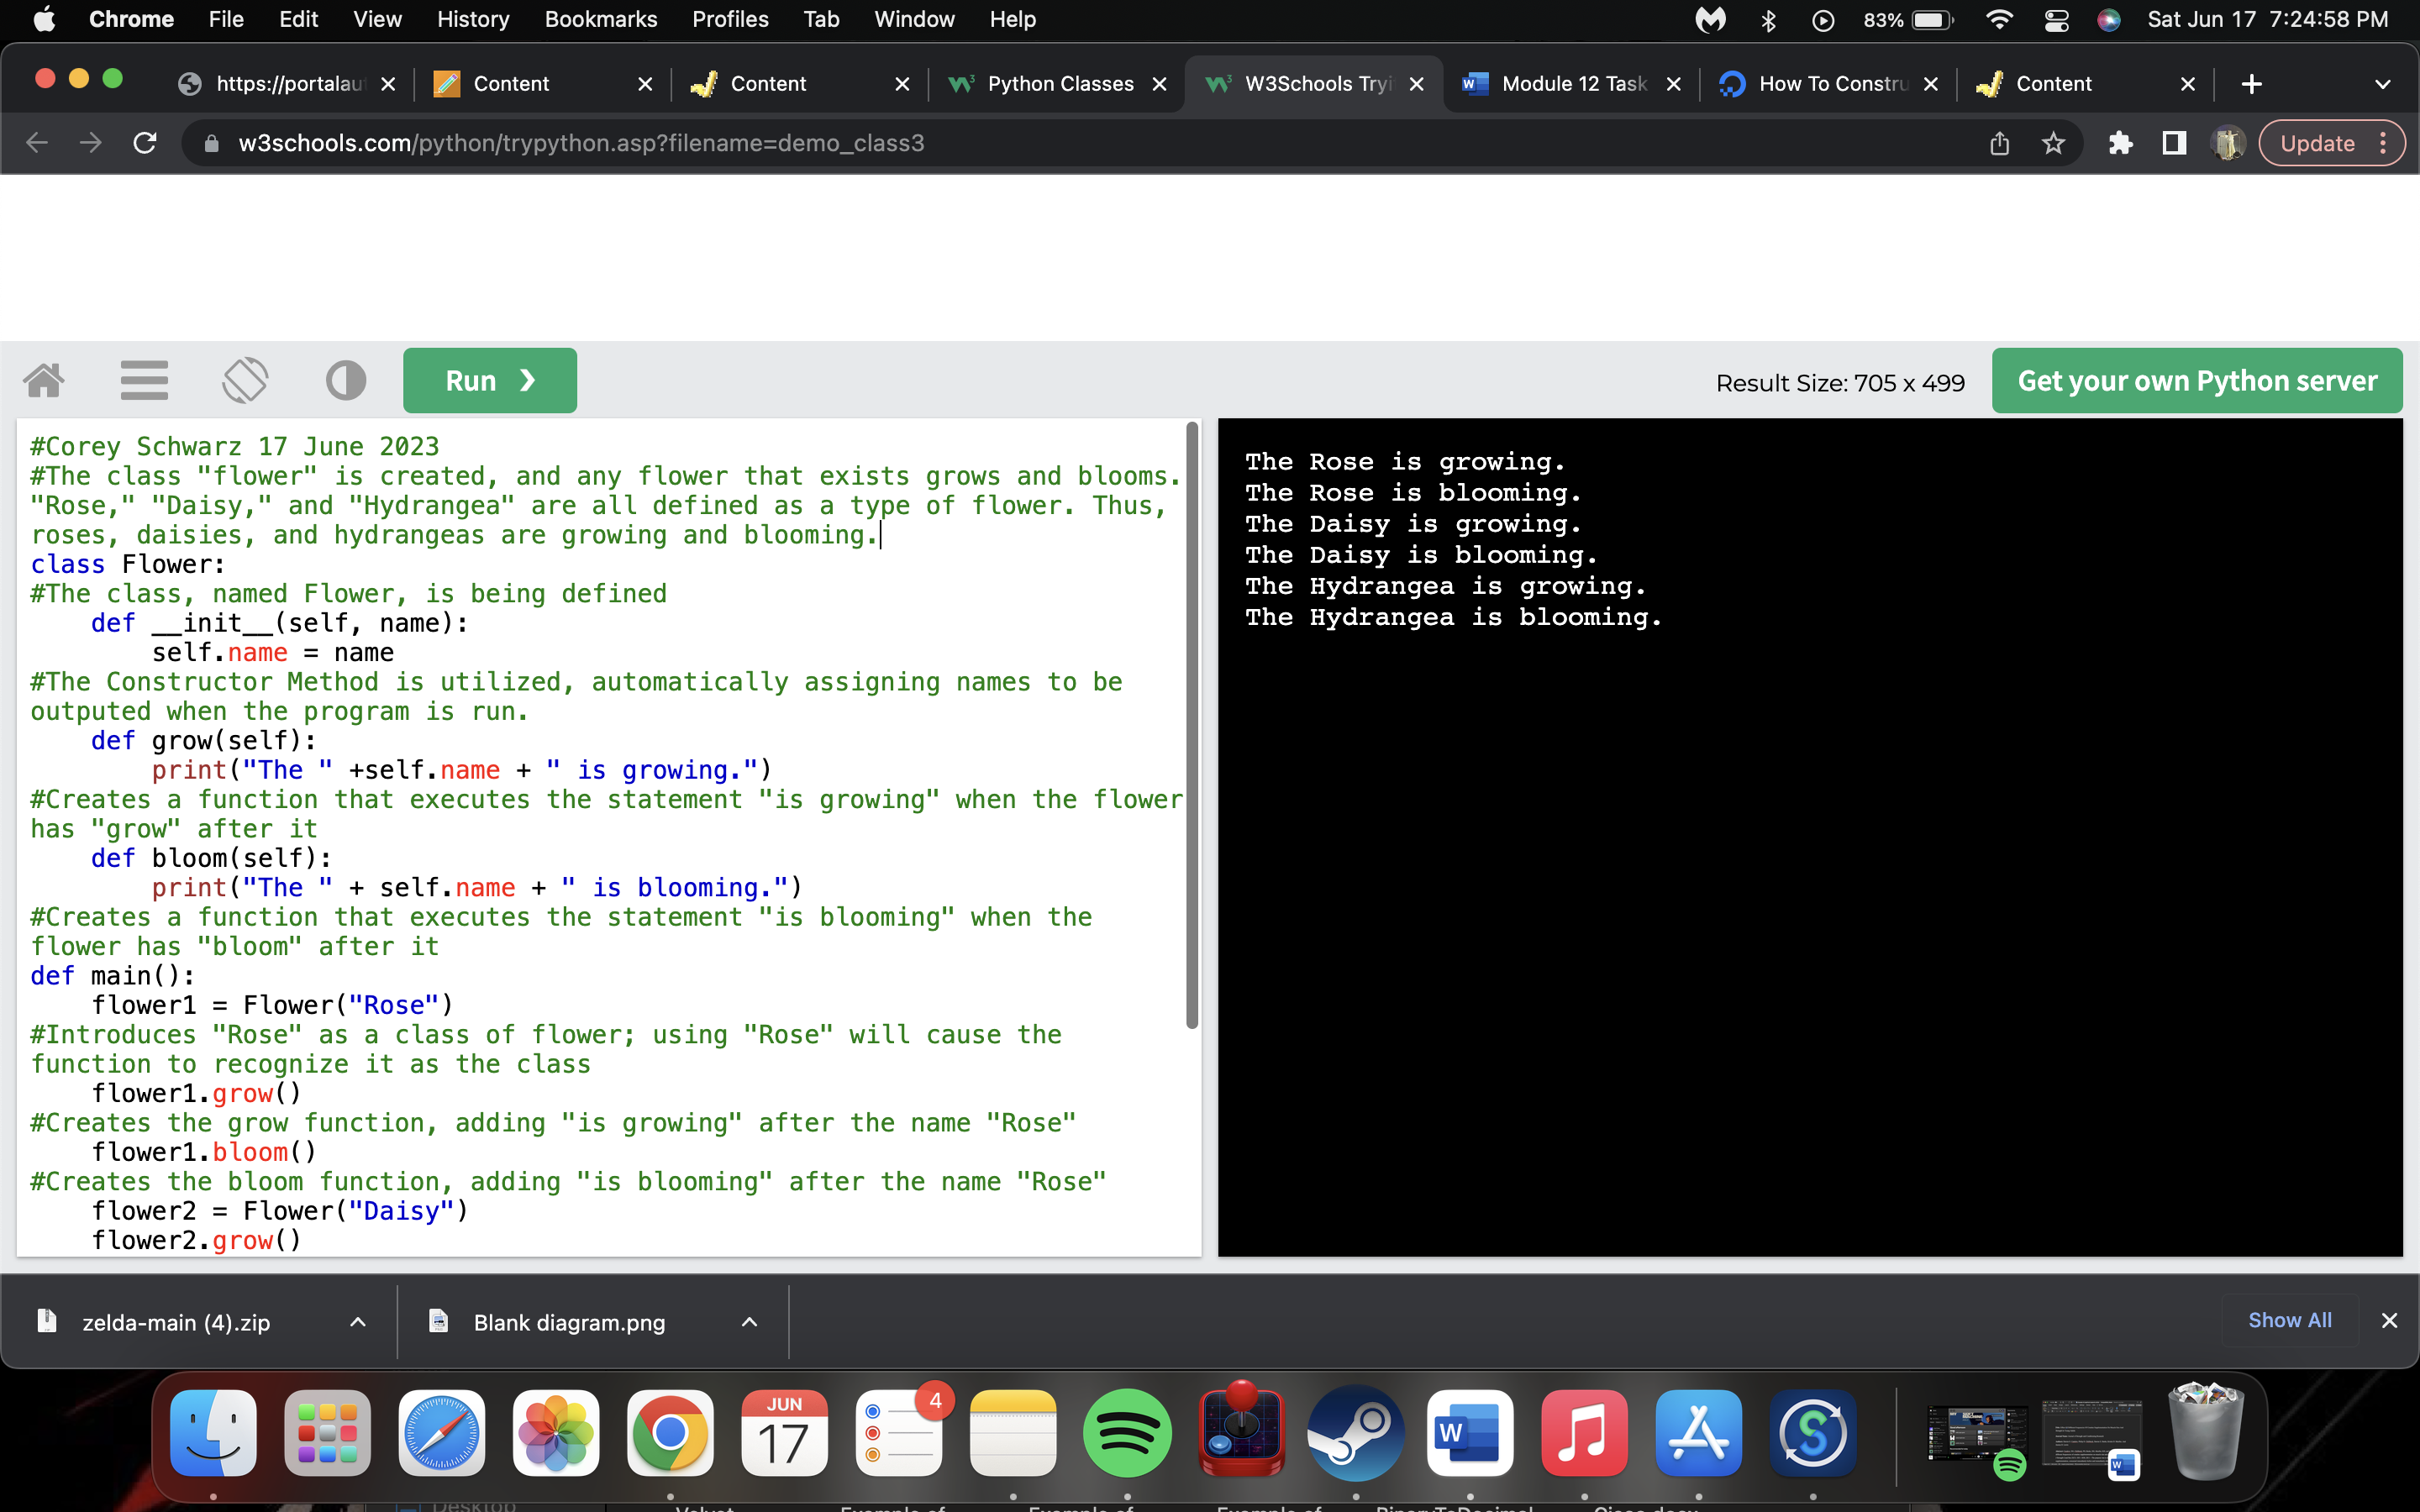 Chrome File Edit View History Bookmarks Profiles Tab Window Help 83% Sat Jun 17 7:24:58 PM
https://portalaut Content Content Python Classes W3Schools Tryi Module 12 Task How To Constru Content
w3schools.com/python/trypython.asp?filename=demo_class3 Update
Run ❯ Result Size: 705 x 499 Get your own Python server
#Corey Schwarz 17 June 2023
#The class "flower" is created, and any flower that exists grows and blooms.
"Rose," "Daisy," and "Hydrangea" are all defined as a type of flower. Thus,
roses, daisies, and hydrangeas are growing and blooming.
class Flower:
#The class, named Flower, is being defined
    def __init__(self, name):
        self.name = name
#The Constructor Method is utilized, automatically assigning names to be
outputed when the program is run.
    def grow(self):
        print("The " +self.name + " is growing.")
#Creates a function that executes the statement "is growing" when the flower
has "grow" after it
    def bloom(self):
        print("The " + self.name + " is blooming.")
#Creates a function that executes the statement "is blooming" when the
flower has "bloom" after it
def main():
    flower1 = Flower("Rose")
#Introduces "Rose" as a class of flower; using "Rose" will cause the
function to recognize it as the class
    flower1.grow()
#Creates the grow function, adding "is growing" after the name "Rose"
    flower1.bloom()
#Creates the bloom function, adding "is blooming" after the name "Rose"
    flower2 = Flower("Daisy")
    flower2.grow()
The Rose is growing.
The Rose is blooming.
The Daisy is growing.
The Daisy is blooming.
The Hydrangea is growing.
The Hydrangea is blooming.
zelda-main (4).zip Blank diagram.png Show All
JUN
17
4
W
W